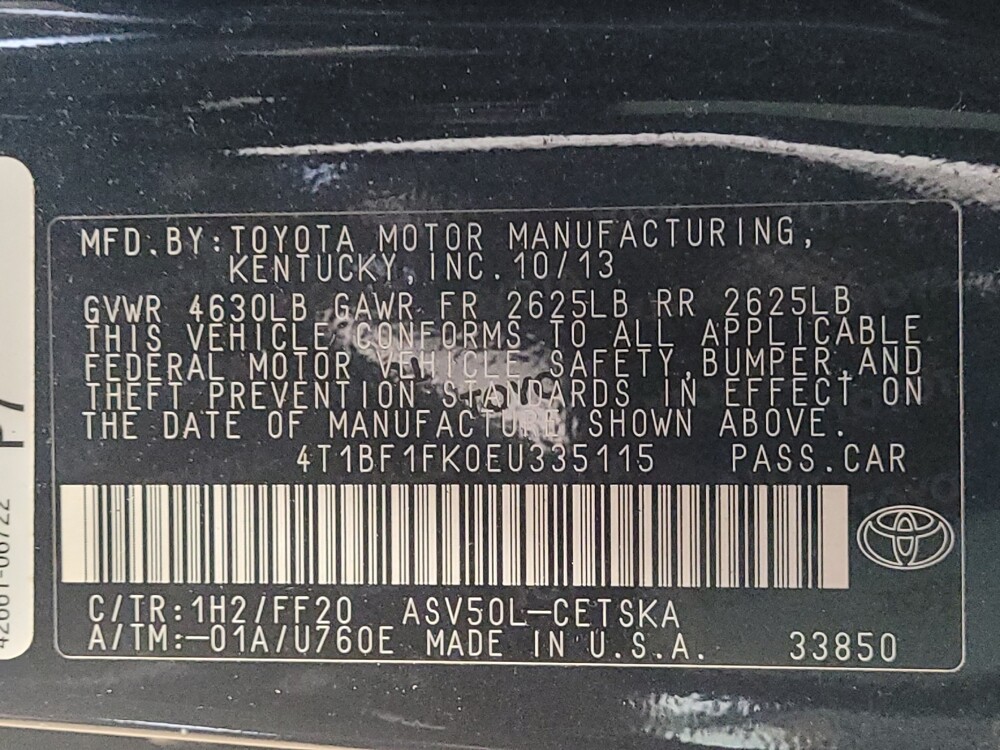 MFD.BY:TOYOTA MOTOR MANUFACTURING,
KENTUCKY, INC. 10/13
GVWR 4630LB GAWR FR 2625LB RR 2625LB
THIS VEHICLE CONFORMS TO ALL APPLICABLE
FEDERAL MOTOR VEHICLE SAFETY,BUMPER,AND
THEFT PREVENTION STANDARDS IN EFFECT ON
THE DATE OF MANUFACTURE SHOWN ABOVE.
4T1BF1FK0EU335115 PASS.CAR
C/TR:1H2/FF20 ASV50L-CETSKA
A/TM:-01A/U760E MADE IN U.S.A. 33850